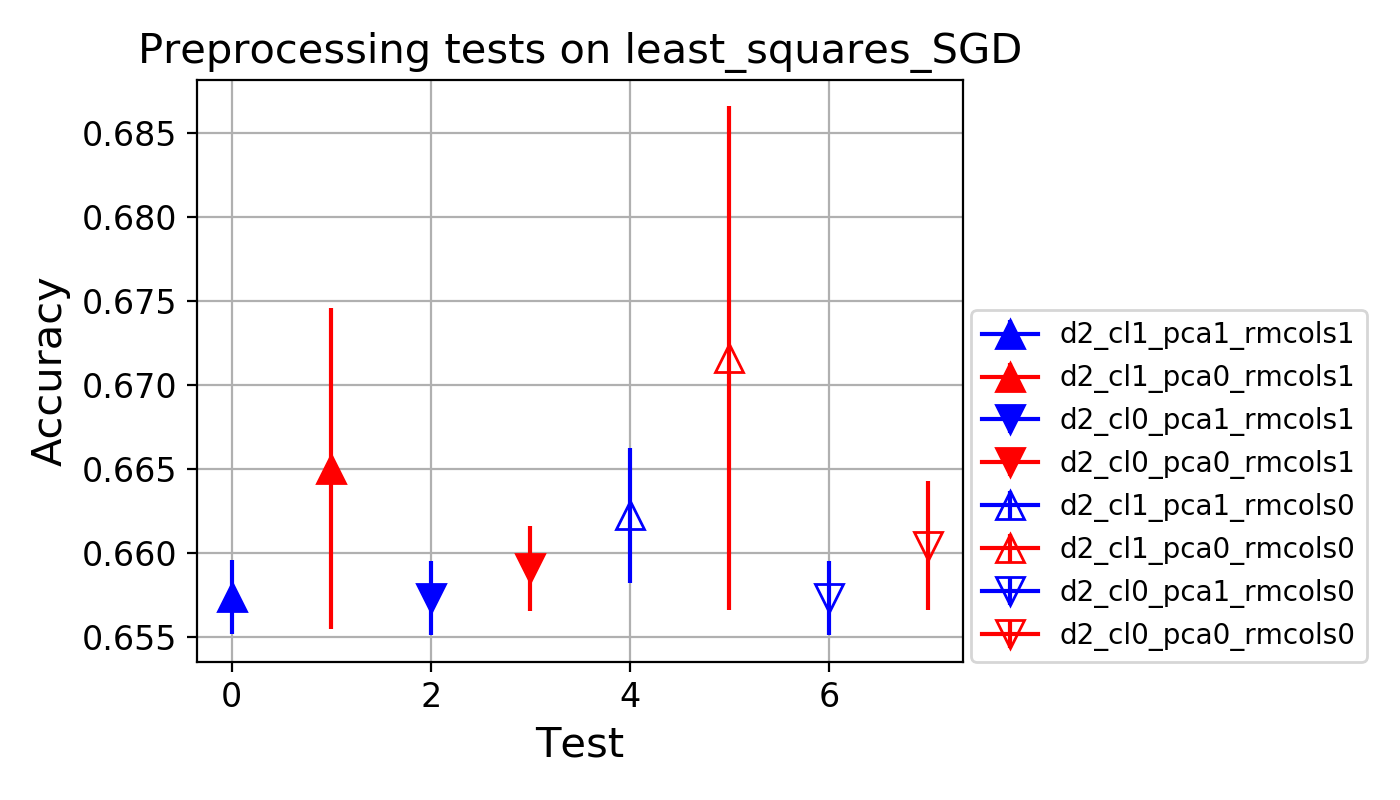 Preprocessing tests on least_squares_SGD
Accuracy
0.685
0.680
0.675
0.670
0.665
0.660
0.655
0
2
4
6
Test
d2_cl1_pca1_rmcols1
d2_cl1_pca0_rmcols1
d2_cl0_pca1_rmcols1
d2_cl0_pca0_rmcols1
d2_cl1_pca1_rmcols0
d2_cl1_pca0_rmcols0
d2_cl0_pca1_rmcols0
d2_cl0_pca0_rmcols0